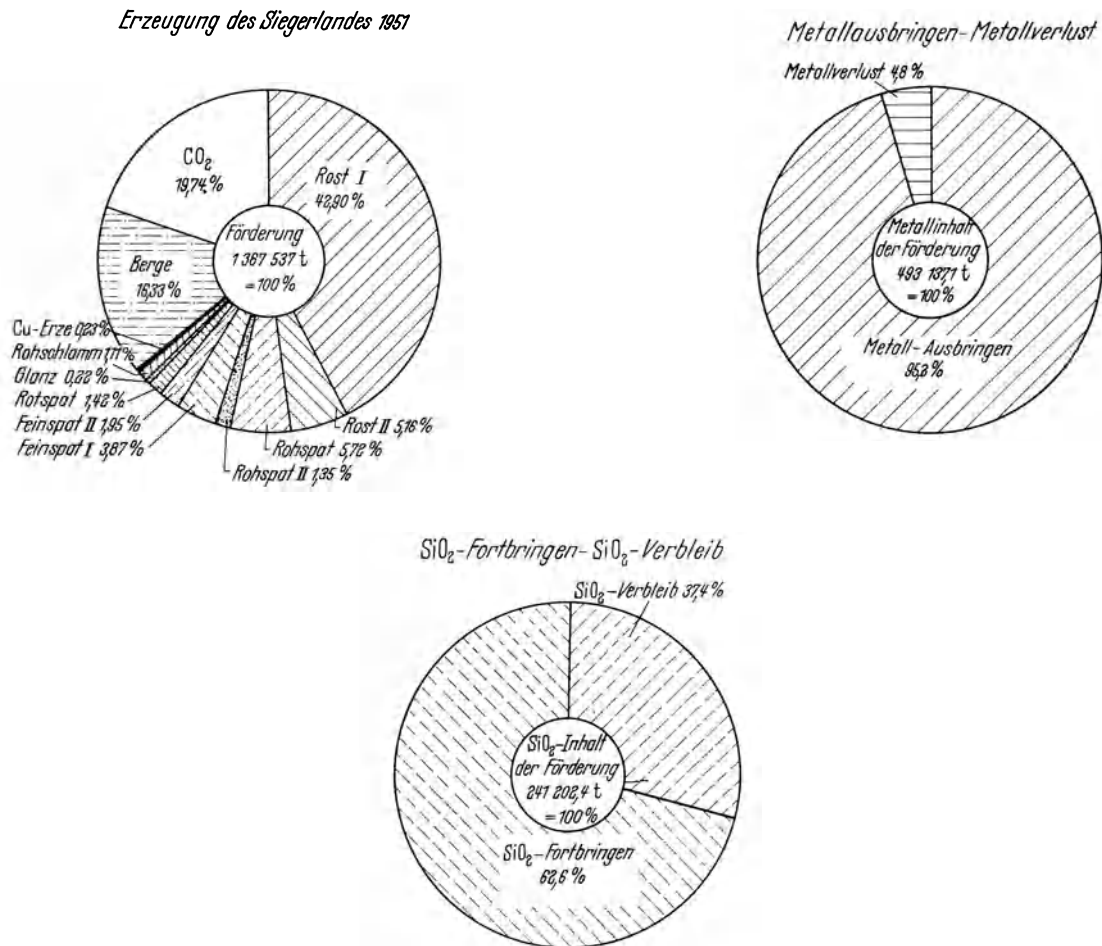 Erzeugung des Siegerlandes 1951
CO₂
19,74.%
Rost I
42,90 %
Förderung
1 367 537 t
= 100 %
Berge
16,33 %
Cu-Erze 0,23 %
Rohschlamm 1,11 %
Glanz 0,22 %
Rotspat 1,42 %
Feinspat II 1,95 %
Feinspat I 3,87 %
Rost II 5,16 %
Rohspat 5,72 %
Rohspat II 1,35 %
Metallausbringen-Metallverlust
Metallverlust 4,8 %
Metallinhalt
der Förderung
493 137,1 t
= 100 %
Metall-Ausbringen
95,2 %
SiO₂-Fortbringen-SiO₂-Verbleib
SiO₂-Verbleib 37,4 %
SiO₂-Inhalt
der Förderung
241 202,4 t
= 100 %
SiO₂-Fortbringen
62,6 %